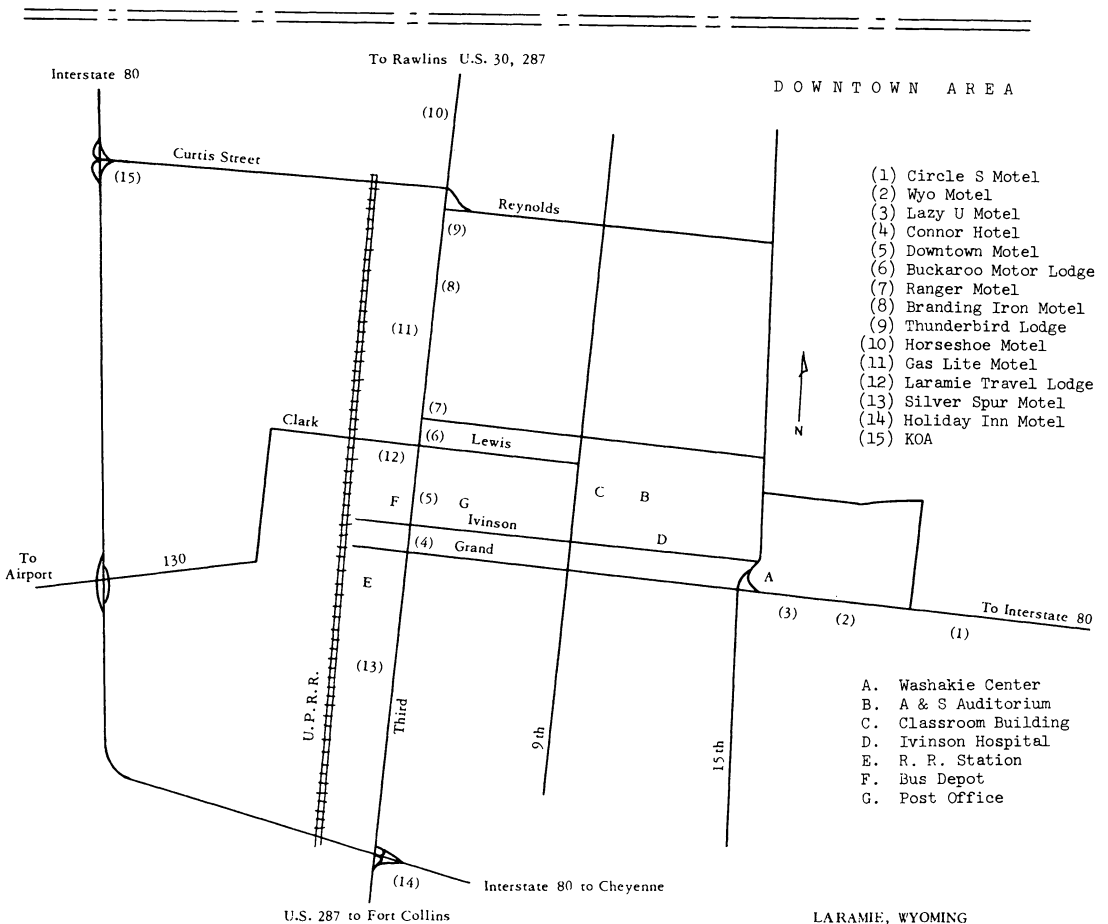 To Rawlins U.S. 30, 287
Interstate 80
DOWNTOWN AREA
(10)
Curtis Street
(15)
Reynolds
(9)
(8)
(11)
(1) Circle S Motel
(2) Wyo Motel
(3) Lazy U Motel
(4) Connor Hotel
(5) Downtown Motel
(6) Buckaroo Motor Lodge
(7) Ranger Motel
(8) Branding Iron Motel
(9) Thunderbird Lodge
(10) Horseshoe Motel
(11) Gas Lite Motel
(12) Laramie Travel Lodge
(13) Silver Spur Motel
(14) Holiday Inn Motel
(15) KOA
N
(7)
Clark
(6)
Lewis
(12)
C
B
F
(5)
G
Ivinson
D
(4)
Grand
To
Airport
130
E
A
(3)
(2)
(1)
To Interstate 80
(13)
U.P.R.R.
Third
9th
15th
A. Washakie Center
B. A & S Auditorium
C. Classroom Building
D. Ivinson Hospital
E. R. R. Station
F. Bus Depot
G. Post Office
(14)
Interstate 80 to Cheyenne
U.S. 287 to Fort Collins
LARAMIE, WYOMING